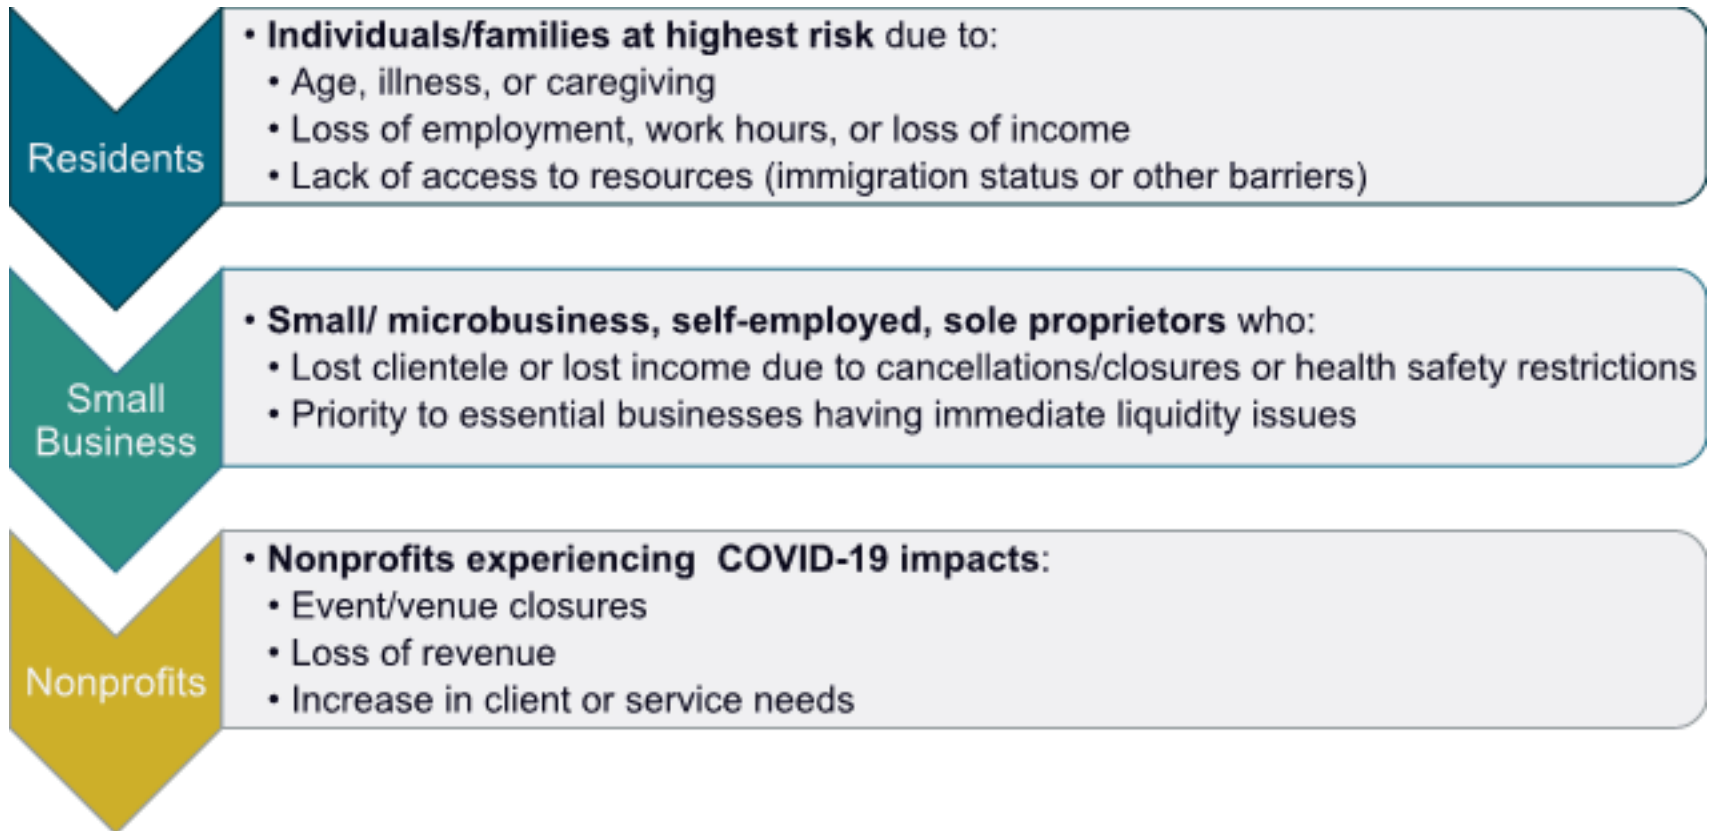 Residents
• Individuals/families at highest risk due to:
• Age, illness, or caregiving
• Loss of employment, work hours, or loss of income
• Lack of access to resources (immigration status or other barriers)
Small
Business
• Small/ microbusiness, self-employed, sole proprietors who:
• Lost clientele or lost income due to cancellations/closures or health safety restrictions
• Priority to essential businesses having immediate liquidity issues
Nonprofits
• Nonprofits experiencing  COVID-19 impacts:
• Event/venue closures
• Loss of revenue
• Increase in client or service needs